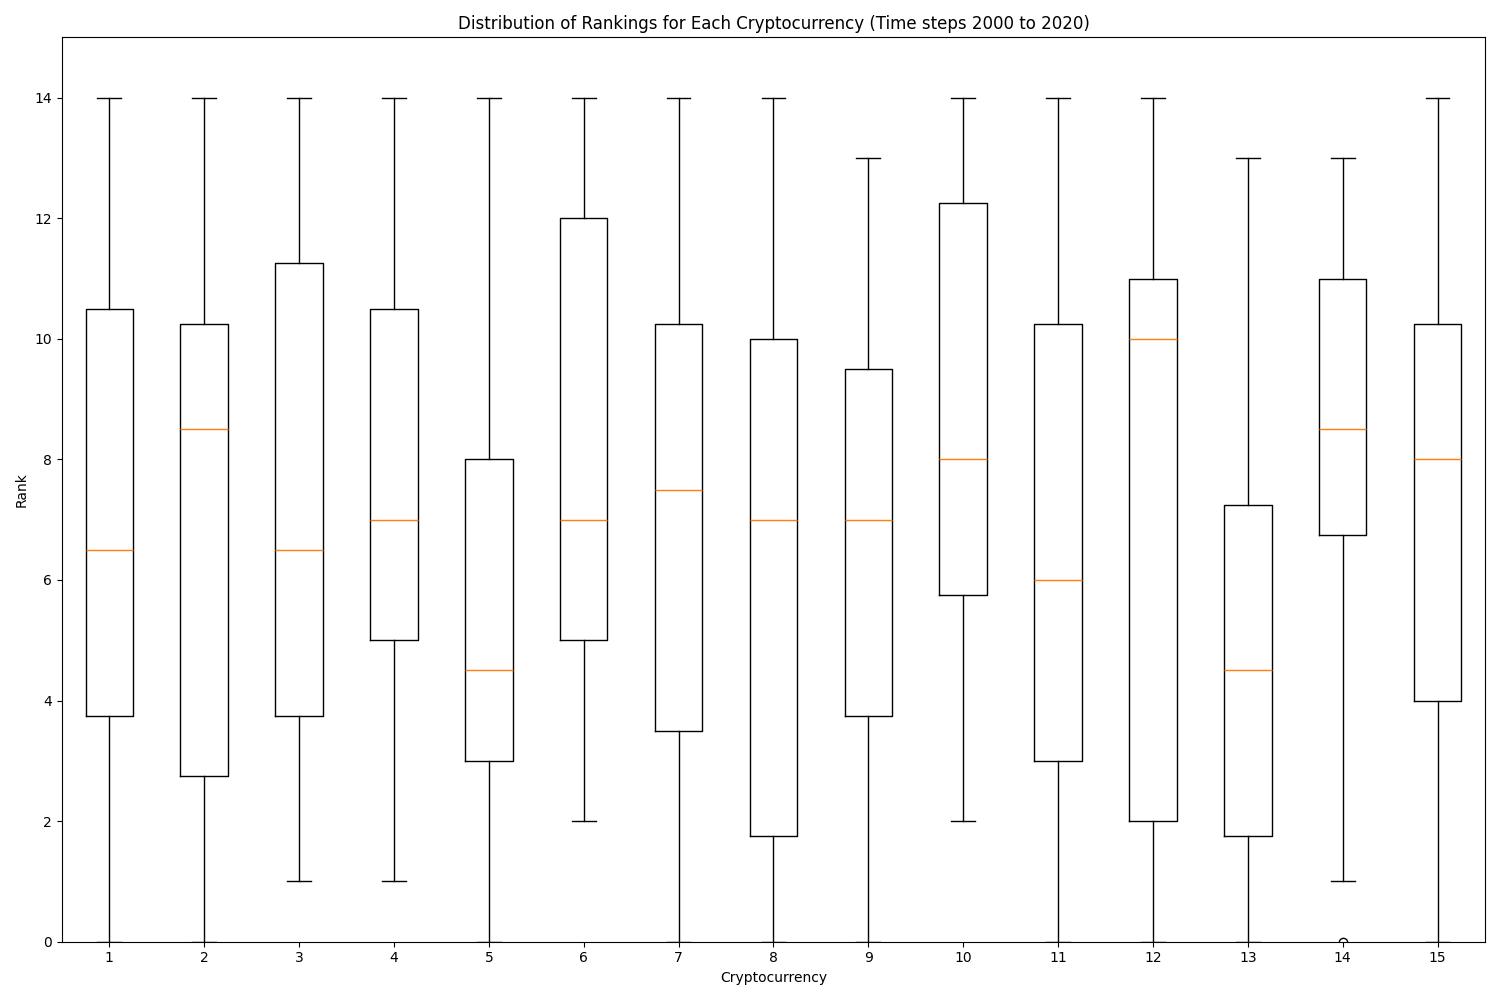 Distribution of Rankings for Each Cryptocurrency (Time steps 2000 to 2020)
14
12
10
8
6
4
2
0
Rank
1 2 3 4 5 6 7 8 9 10 11 12 13 14 15
Cryptocurrency